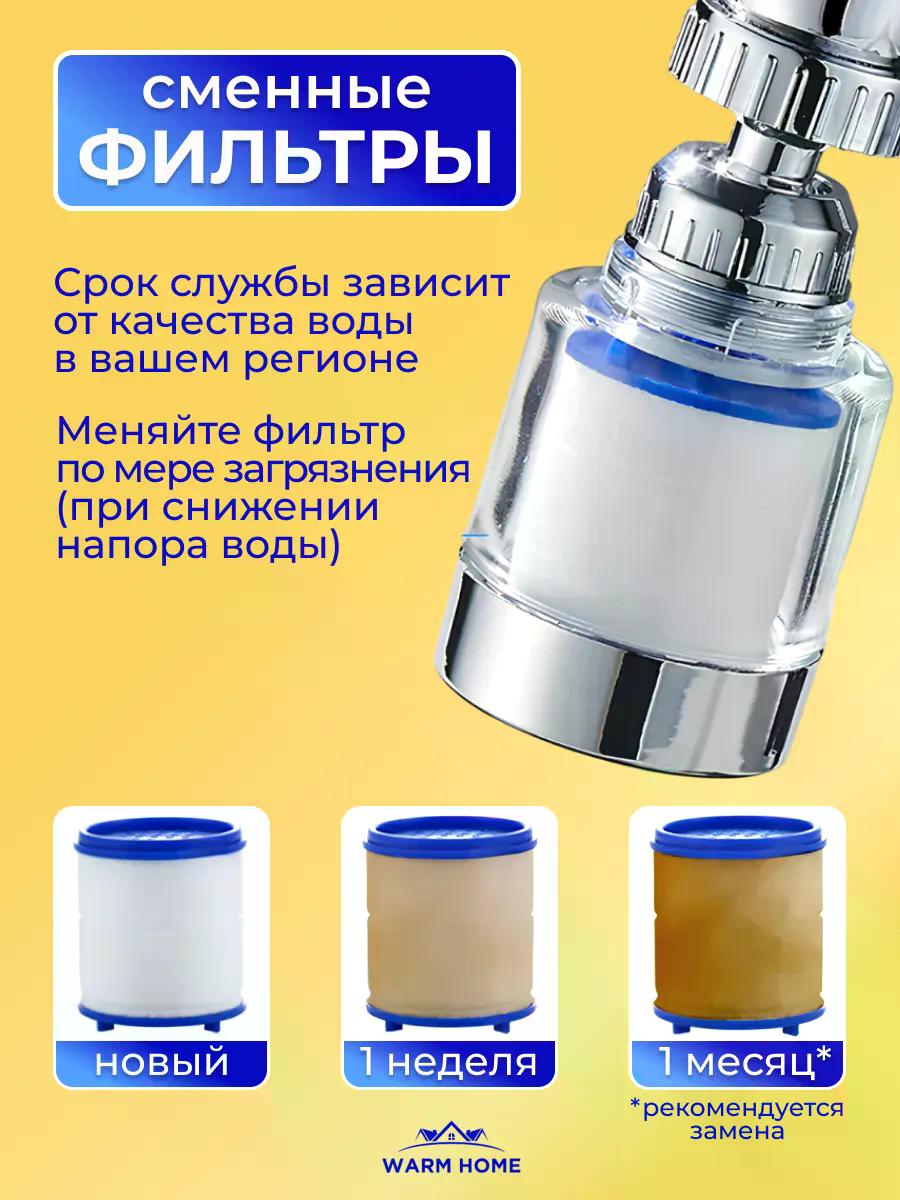 сменные
ФИЛЬТРЫ
Срок службы зависит
от качества воды
в вашем регионе
Меняйте фильтр
по мере загрязнения
(при снижении
напора воды)
новый
1 неделя
1 месяц*
*рекомендуется
замена
WARM HOME